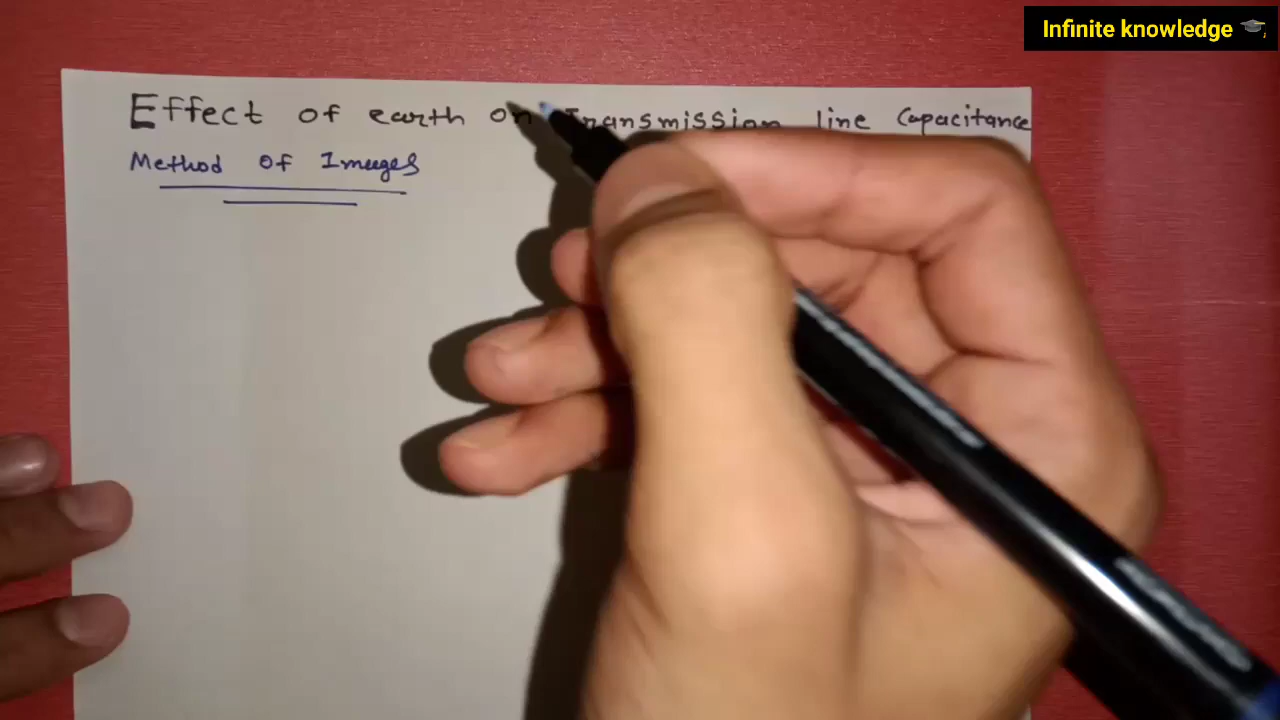 Infinite knowledge 🎓
Effect of earth on Transmission line Capacitance
Method Of Images